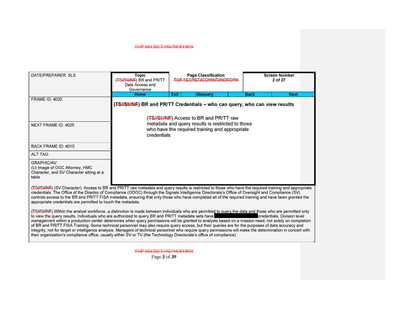 TOP SECRET//SI//NOFORN
DATE/PREPARER: SLS
Topic
(TS//SI//NF) BR and PR/TT
Data Access and
Governance
Page Classification
TOP SECRET//COMINT//NOFORN
Screen Number
2 of 27
Home Exit Glossary Back Next
FRAME ID: 4020
(TS//SI//NF) BR and PR/TT Credentials – who can query, who can view results
(TS//SI//NF) Access to BR and PR/TT raw
metadata and query results is restricted to those
who have the required training and appropriate
credentials
NEXT FRAME ID: 4025
BACK FRAME ID: 4010
ALT TAG:
GRAPHIC/AV:
(U) Image of OGC Attorney, HMC
Character, and SV Character sitting at a
table
(TS//SI//NF) (SV Character) Access to BR and PR/TT raw metadata and query results is restricted to those who have the required training and appropriate
credentials. The Office of the Director of Compliance (ODOC) through the Signals Intelligence Directorate's Office of Oversight and Compliance (SV)
controls access to the BR and PR/TT FISA metadata, ensuring that only those who have completed all of the required training and have been granted the
appropriate credentials are permitted to touch the metadata.
(TS//SI//NF) Within the analyst workforce, a distinction is made between individuals who are permitted to query the data and those who are permitted only
to view the query results. Individuals who are authorized to query BR and PR/TT metadata sets have credentials. Division level
management within a production center determines when query permissions will be granted to analysts based on a mission need, not solely on completion
of BR and PR/TT FISA Training. Some technical personnel may also require query access, but their queries are for the purposes of data accuracy and
integrity, not for target or intelligence analysis. Managers of technical personnel who require query permissions will make the determination in concert with
their organization's compliance office, usually either SV or TV (the Technology Directorate's office of compliance).
TOP SECRET//SI//NOFORN
Page 3 of 39